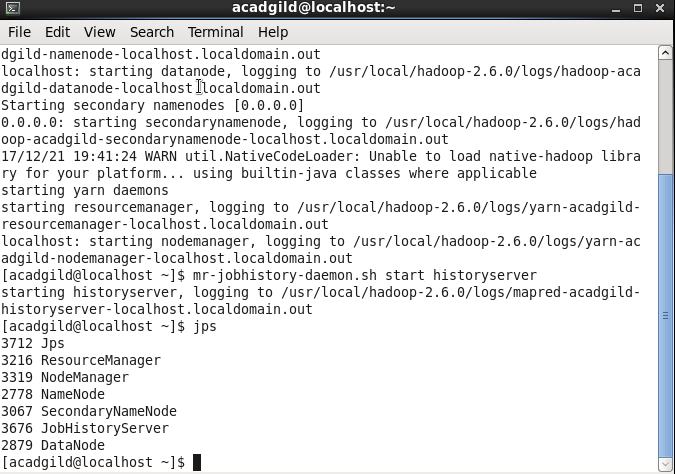 acadgild@localhost:~
File Edit View Search Terminal Help
dgild-namenode-localhost.localdomain.out
localhost: starting datanode, logging to /usr/local/hadoop-2.6.0/logs/hadoop-aca
dgild-datanode-localhost.localdomain.out
Starting secondary namenodes [0.0.0.0]
0.0.0.0: starting secondarynamenode, logging to /usr/local/hadoop-2.6.0/logs/had
oop-acadgild-secondarynamenode-localhost.localdomain.out
17/12/21 19:41:24 WARN util.NativeCodeLoader: Unable to load native-hadoop libra
ry for your platform... using builtin-java classes where applicable
starting yarn daemons
starting resourcemanager, logging to /usr/local/hadoop-2.6.0/logs/yarn-acadgild-
resourcemanager-localhost.localdomain.out
localhost: starting nodemanager, logging to /usr/local/hadoop-2.6.0/logs/yarn-ac
adgild-nodemanager-localhost.localdomain.out
[acadgild@localhost ~]$ mr-jobhistory-daemon.sh start historyserver
starting historyserver, logging to /usr/local/hadoop-2.6.0/logs/mapred-acadgild-
historyserver-localhost.localdomain.out
[acadgild@localhost ~]$ jps
3712 Jps
3216 ResourceManager
3319 NodeManager
2778 NameNode
3067 SecondaryNameNode
3676 JobHistoryServer
2879 DataNode
[acadgild@localhost ~]$